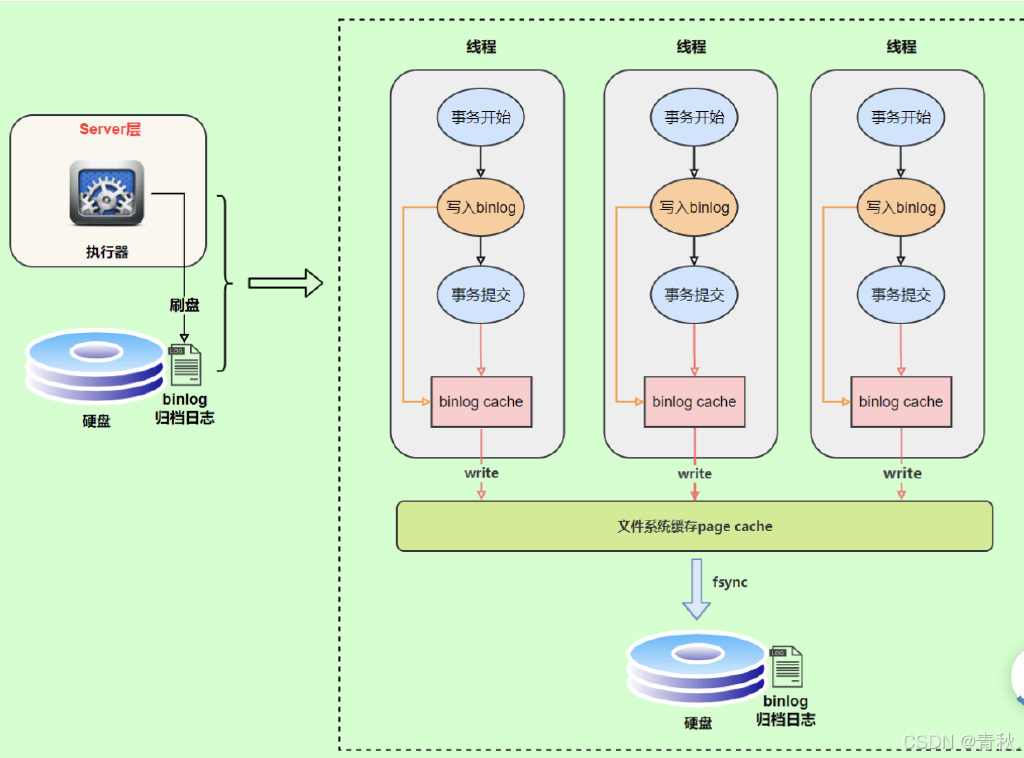 线程
线程
线程
Server层
执行器
刷盘
硬盘
binlog
归档日志
事务开始
写入binlog
事务提交
binlog cache
write
事务开始
写入binlog
事务提交
binlog cache
write
事务开始
写入binlog
事务提交
binlog cache
write
文件系统缓存page cache
fsync
LOG
LOG
硬盘
binlog
归档日志
CSDN @青秋